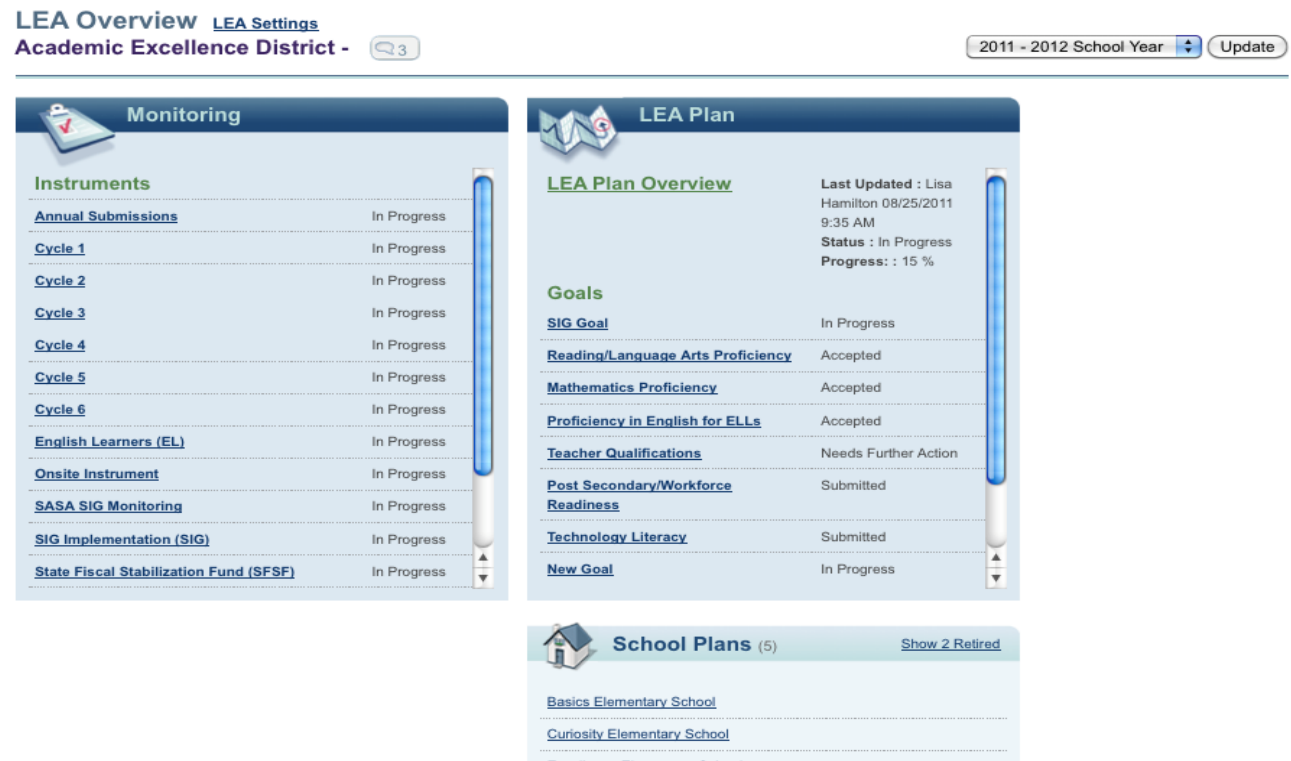 LEA Overview LEA Settings
Academic Excellence District - 3
2011 - 2012 School Year Update
Monitoring
Instruments
Annual Submissions In Progress
Cycle 1 In Progress
Cycle 2 In Progress
Cycle 3 In Progress
Cycle 4 In Progress
Cycle 5 In Progress
Cycle 6 In Progress
English Learners (EL) In Progress
Onsite Instrument In Progress
SASA SIG Monitoring In Progress
SIG Implementation (SIG) In Progress
State Fiscal Stabilization Fund (SFSF) In Progress
LEA Plan
LEA Plan Overview
Last Updated : Lisa
Hamilton 08/25/2011
9:35 AM
Status : In Progress
Progress: : 15 %
Goals
SIG Goal In Progress
Reading/Language Arts Proficiency Accepted
Mathematics Proficiency Accepted
Proficiency in English for ELLs Accepted
Teacher Qualifications Needs Further Action
Post Secondary/Workforce Submitted
Readiness
Technology Literacy Submitted
New Goal In Progress
School Plans (5) Show 2 Retired
Basics Elementary School
Curiosity Elementary School